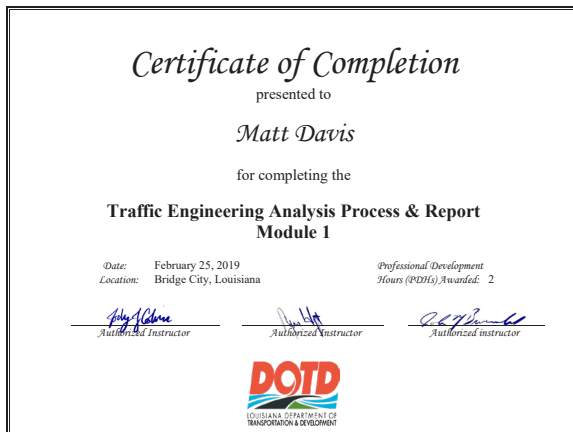 Certificate of Completion
presented to
Matt Davis
for completing the
Traffic Engineering Analysis Process & Report
Module 1
Date: February 25, 2019
Location: Bridge City, Louisiana
Professional Development
Hours (PDHs) Awarded: 2
Authorized Instructor
Authorized Instructor
Authorized instructor
DOTD
LOUISIANA DEPARTMENT OF
TRANSPORTATION & DEVELOPMENT